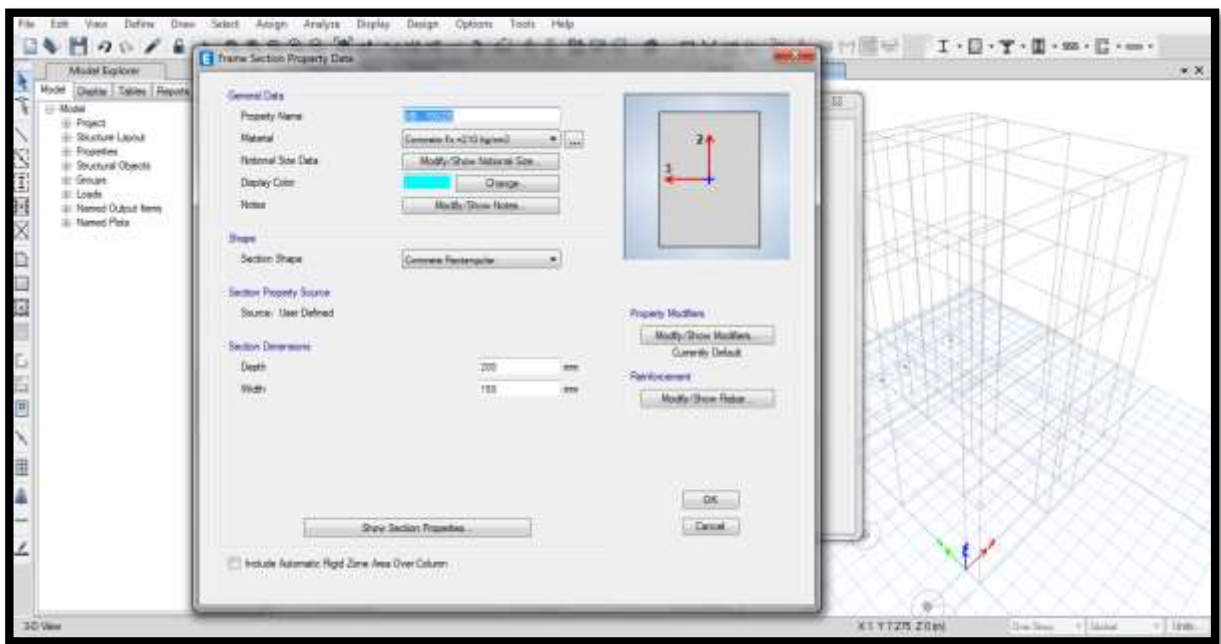 File Edit View Define Draw Select Assign Analyze Display Design Options Tools Help
Frame Section Property Data
Model Explorer
Model Display Tables Reports
Model
Project
Structure Layout
Properties
Structural Objects
Groups
Loads
Named Output Items
Named Plots
General Data
Property Name
Material
Notional Size Data Modify/Show Notional Size...
Display Color Change...
Notes Modify/Show Notes...
2
1
Shape
Section Shape Concrete Rectangular
Section Property Source
Source: User Defined
Section Dimensions
Depth 200 mm
Width 150 mm
Property Modifiers
Modify/Show Modifiers...
Currently Default
Reinforcement
Modify/Show Rebar...
OK
Show Section Properties... Cancel
Include Automatic Rigid Zone Area Over Column
3-D View
One Story Global Units...